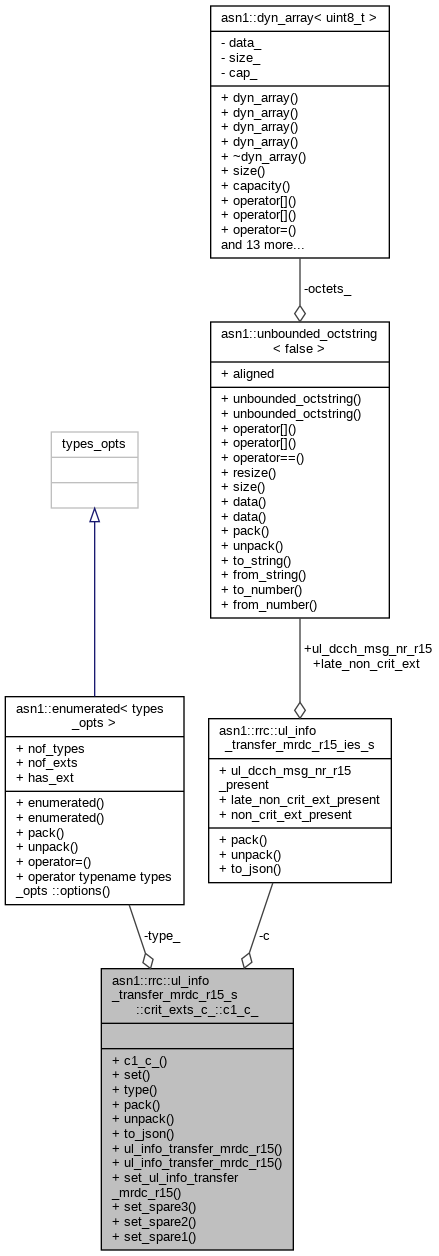 asn1::dyn_array< uint8_t >
- data_
- size_
- cap_
+ dyn_array()
+ dyn_array()
+ dyn_array()
+ dyn_array()
+ ~dyn_array()
+ size()
+ capacity()
+ operator[]()
+ operator[]()
+ operator=()
and 13 more...
-octets_
asn1::unbounded_octstring
< false >
+ aligned
+ unbounded_octstring()
+ unbounded_octstring()
+ operator[]()
+ operator[]()
+ operator==()
+ resize()
+ size()
+ data()
+ data()
+ pack()
+ unpack()
+ to_string()
+ from_string()
+ to_number()
+ from_number()
types_opts
+ul_dcch_msg_nr_r15
+late_non_crit_ext
asn1::enumerated< types
_opts >
+ nof_types
+ nof_exts
+ has_ext
+ enumerated()
+ enumerated()
+ pack()
+ unpack()
+ operator=()
+ operator typename types
_opts ::options()
asn1::rrc::ul_info
_transfer_mrdc_r15_ies_s
+ ul_dcch_msg_nr_r15
_present
+ late_non_crit_ext_present
+ non_crit_ext_present
+ pack()
+ unpack()
+ to_json()
-type_
-c
asn1::rrc::ul_info
_transfer_mrdc_r15_s
::crit_exts_c_::c1_c_
+ c1_c_()
+ set()
+ type()
+ pack()
+ unpack()
+ to_json()
+ ul_info_transfer_mrdc_r15()
+ ul_info_transfer_mrdc_r15()
+ set_ul_info_transfer
_mrdc_r15()
+ set_spare3()
+ set_spare2()
+ set_spare1()